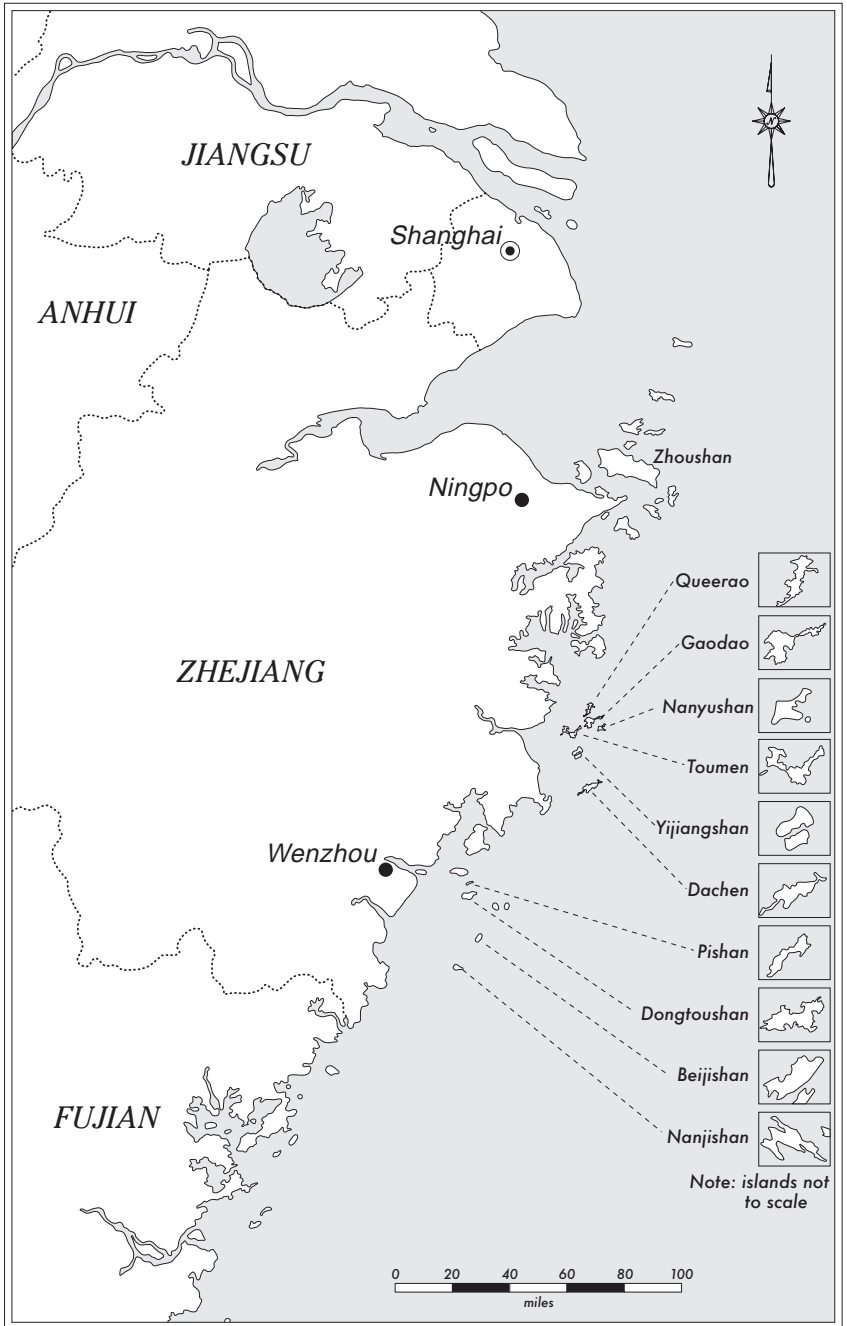 N
JIANGSU
Shanghai
ANHUI
Zhoushan
Ningpo
Queerao
Gaodao
ZHEJIANG
Nanyushan
Toumen
Yijiangshan
Wenzhou
Dachen
Pishan
Dongtoushan
Beijishan
FUJIAN
Nanjishan
Note: islands not
to scale
0 20 40 60 80 100
miles